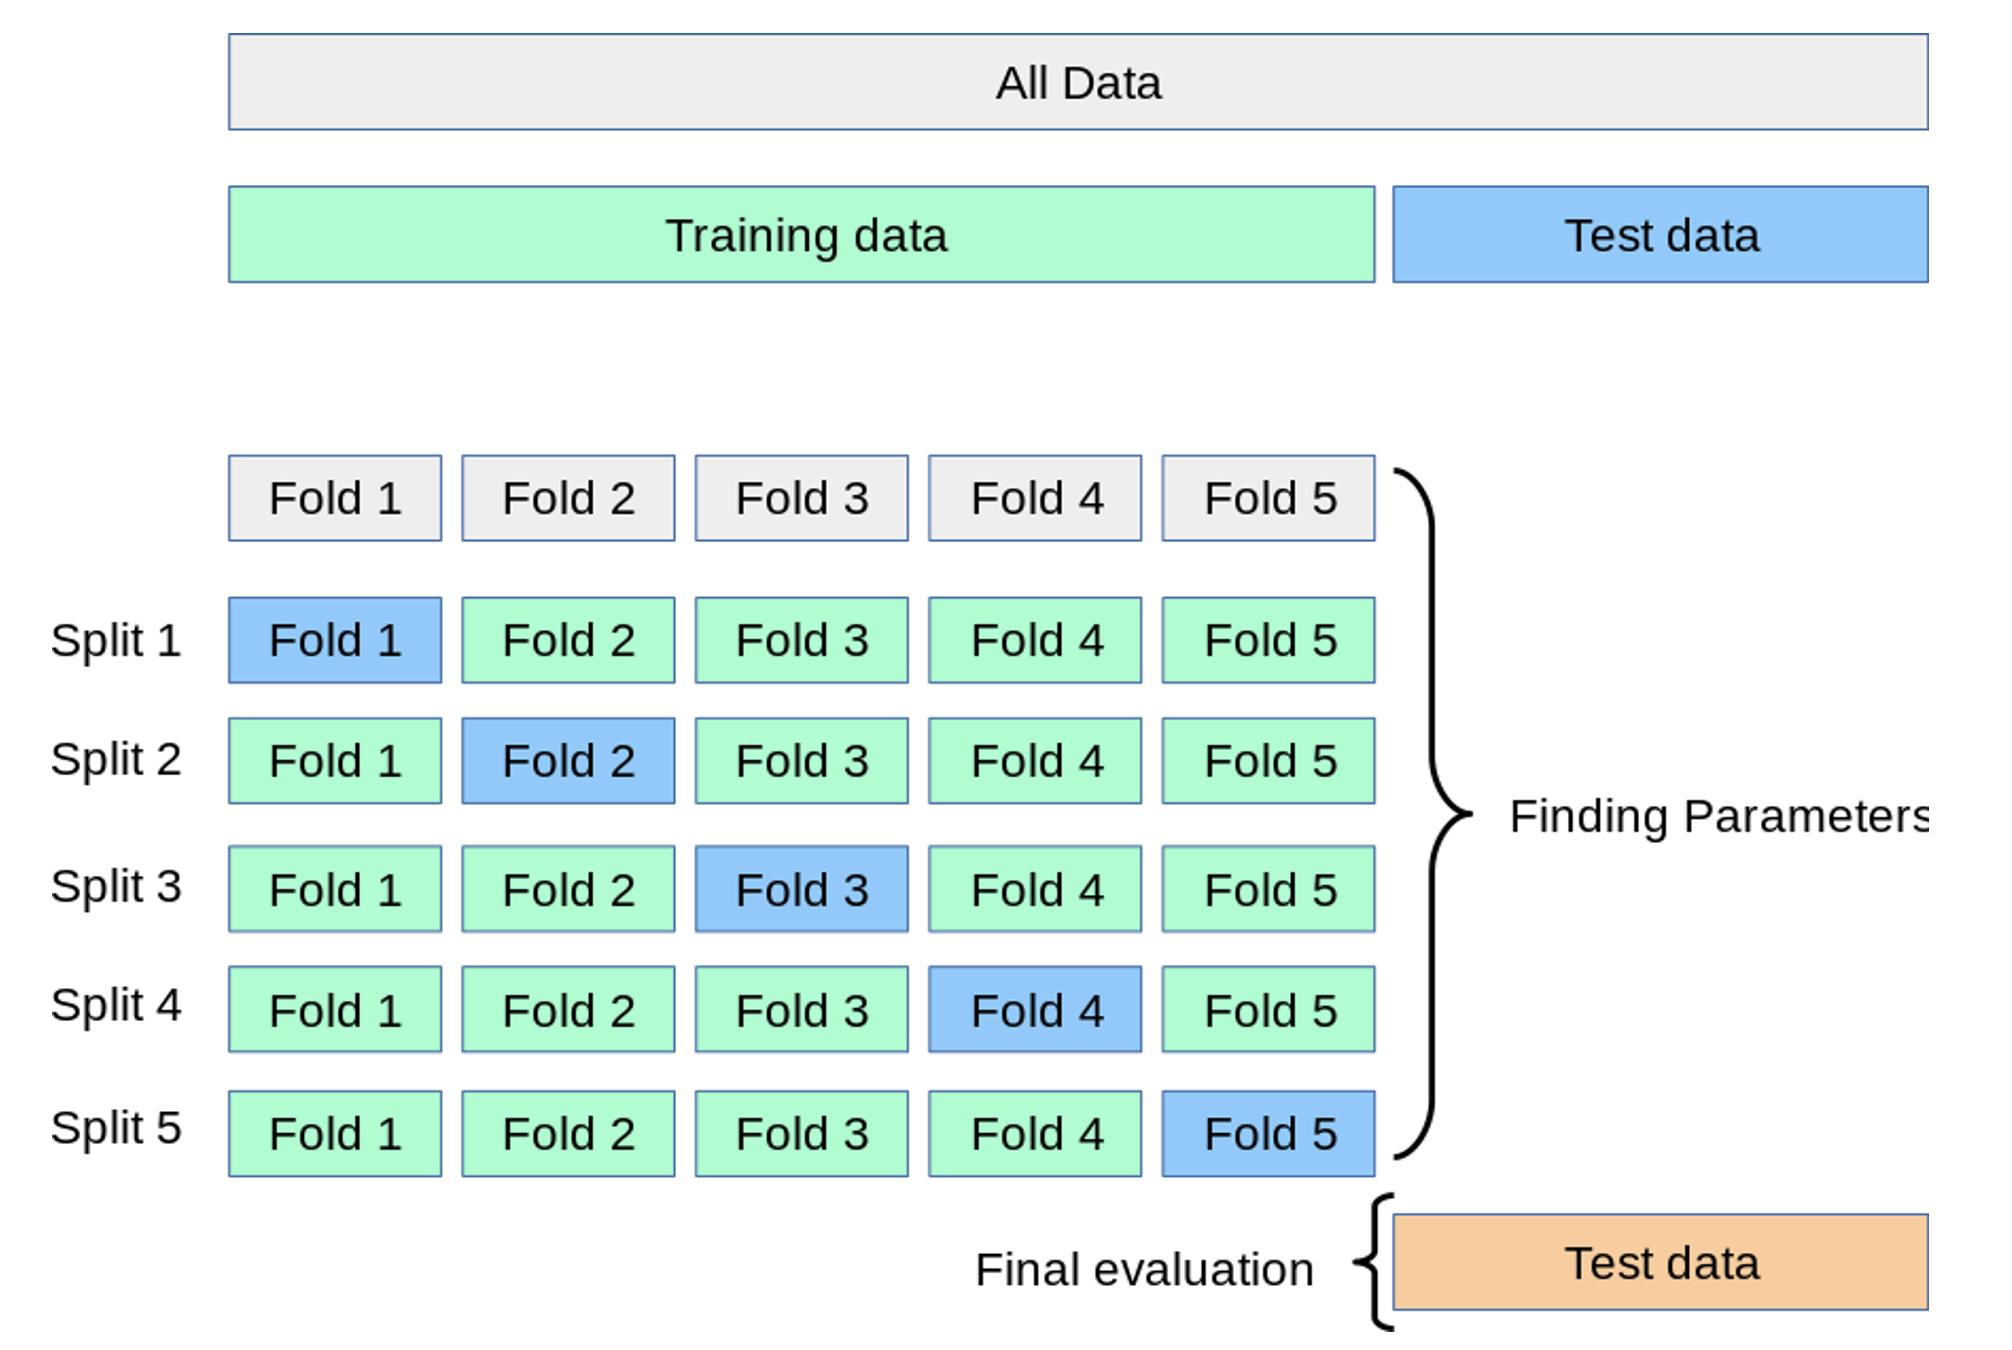 All Data
Training data Test data
Fold 1 Fold 2 Fold 3 Fold 4 Fold 5
Split 1 Fold 1 Fold 2 Fold 3 Fold 4 Fold 5
Split 2 Fold 1 Fold 2 Fold 3 Fold 4 Fold 5
Finding Parameters
Split 3 Fold 1 Fold 2 Fold 3 Fold 4 Fold 5
Split 4 Fold 1 Fold 2 Fold 3 Fold 4 Fold 5
Split 5 Fold 1 Fold 2 Fold 3 Fold 4 Fold 5
Final evaluation Test data